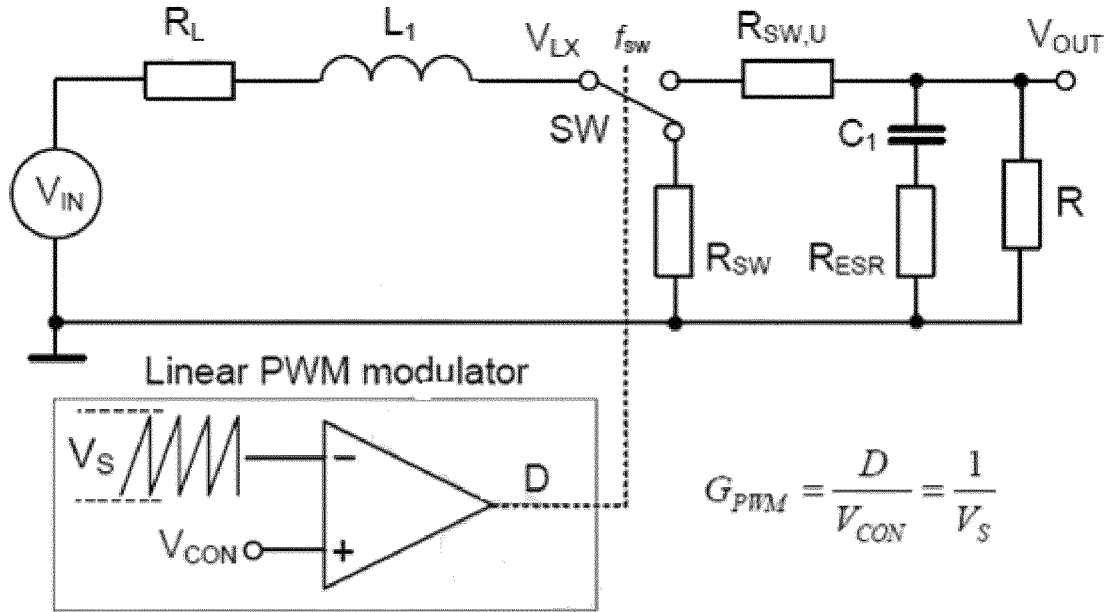 R_L L_1 V_LX f_sw R_SW,U V_OUT
SW
C_1
V_IN
R_SW R_ESR R
Linear PWM modulator
V_S
−
D
V_CON
+
G_PWM = D/V_CON = 1/V_S